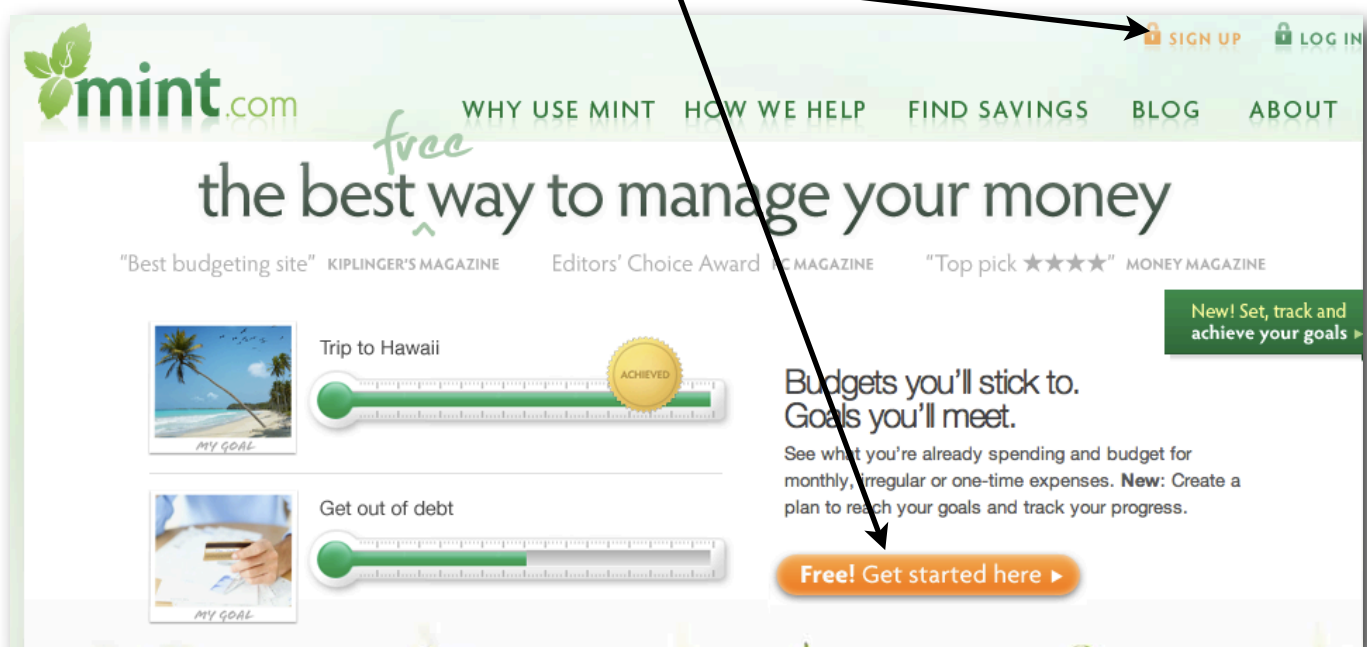 SIGN UP LOG IN
mint.com
WHY USE MINT HOW WE HELP FIND SAVINGS BLOG ABOUT
free
the best way to manage your money
"Best budgeting site" KIPLINGER'S MAGAZINE Editors' Choice Award PC MAGAZINE "Top pick ★★★★" MONEY MAGAZINE
New! Set, track and
achieve your goals
Trip to Hawaii
ACHIEVED
MY GOAL
Budgets you'll stick to.
Goals you'll meet.
See what you're already spending and budget for
monthly, irregular or one-time expenses. New: Create a
plan to reach your goals and track your progress.
Get out of debt
MY GOAL
Free! Get started here